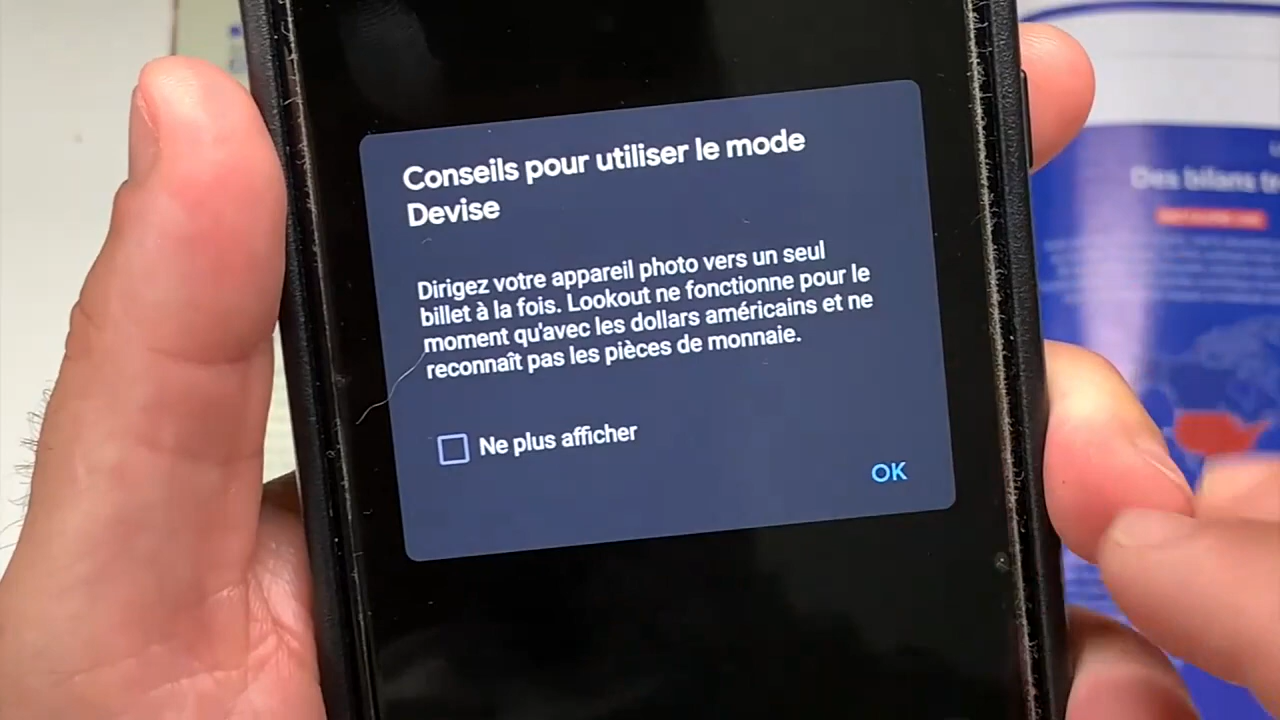 Conseils pour utiliser le mode
Devise
Dirigez votre appareil photo vers un seul
billet à la fois. Lookout ne fonctionne pour le
moment qu'avec les dollars américains et ne
reconnaît pas les pièces de monnaie.
Ne plus afficher
OK
Des bilans